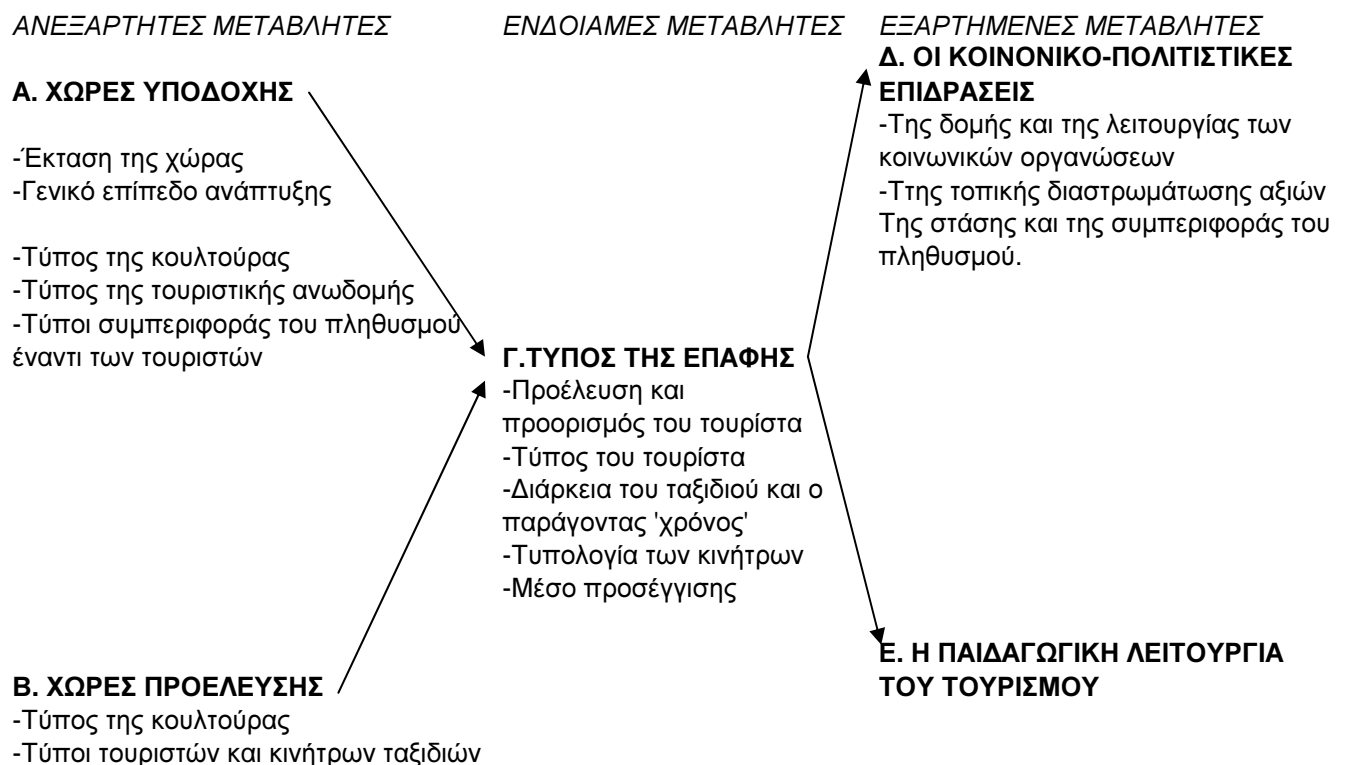 ΑΝΕΞΑΡΤΗΤΕΣ ΜΕΤΑΒΛΗΤΕΣ
Α. ΧΩΡΕΣ ΥΠΟΔΟΧΗΣ
-Έκταση της χώρας
-Γενικό επίπεδο ανάπτυξης
-Τύπος της κουλτούρας
-Τύπος της τουριστικής ανωδομής
-Τύποι συμπεριφοράς του πληθυσμού
έναντι των τουριστών
Β. ΧΩΡΕΣ ΠΡΟΕΛΕΥΣΗΣ
-Τύπος της κουλτούρας
-Τύποι τουριστών και κινήτρων ταξιδιών
ΕΝΔΟΙΑΜΕΣ ΜΕΤΑΒΛΗΤΕΣ
Γ.ΤΥΠΟΣ ΤΗΣ ΕΠΑΦΗΣ
-Προέλευση και
προορισμός του τουρίστα
-Τύπος του τουρίστα
-Διάρκεια του ταξιδιού και ο
παράγοντας 'χρόνος'
-Τυπολογία των κινήτρων
-Μέσο προσέγγισης
ΕΞΑΡΤΗΜΕΝΕΣ ΜΕΤΑΒΛΗΤΕΣ
Δ. ΟΙ ΚΟΙΝΟΝΙΚΟ-ΠΟΛΙΤΙΣΤΙΚΕΣ
ΕΠΙΔΡΑΣΕΙΣ
-Της δομής και της λειτουργίας των
κοινωνικών οργανώσεων
-Ττης τοπικής διαστρωμάτωσης αξιών
Της στάσης και της συμπεριφοράς του
πληθυσμού.
Ε. Η ΠΑΙΔΑΓΩΓΙΚΗ ΛΕΙΤΟΥΡΓΙΑ
ΤΟΥ ΤΟΥΡΙΣΜΟΥ